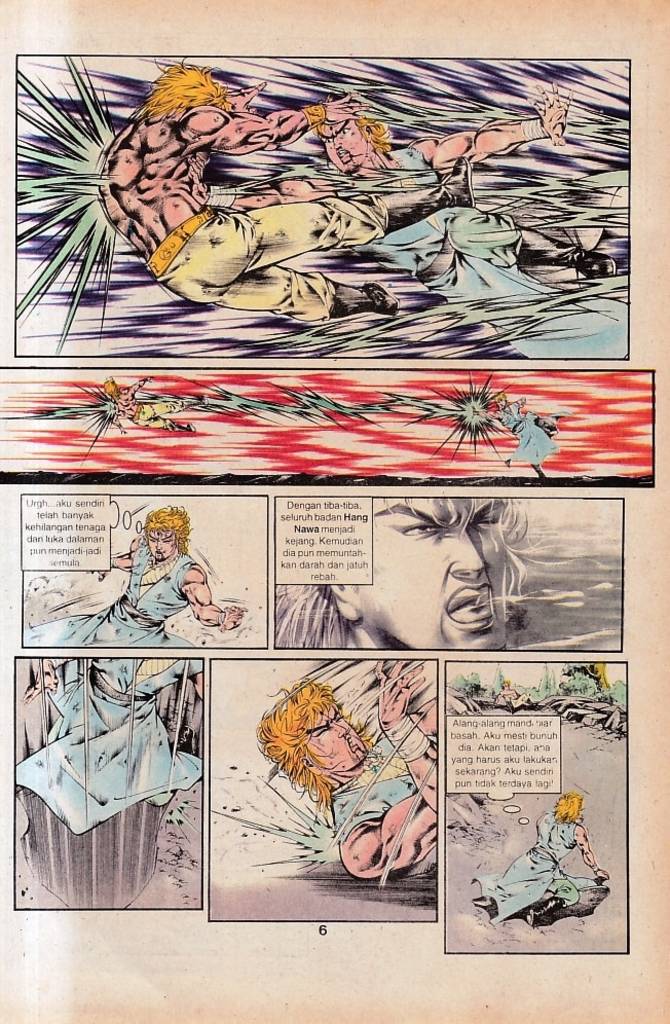 Urgh...aku sendiri
telah banyak
kehilangan tenaga
dan luka dalaman
pun menjadi-jadi
semula.
Dengan tiba-tiba,
seluruh badan Hang
Nawa menjadi
kejang. Kemudian
dia pun memuntah-
kan darah dan jatuh
rebah.
Alang-alang mandi biar
basah. Aku mesti bunuh
dia. Akan tetapi, apa
yang harus aku lakukan
sekarang? Aku sendiri
pun tidak terdaya lagi!
6